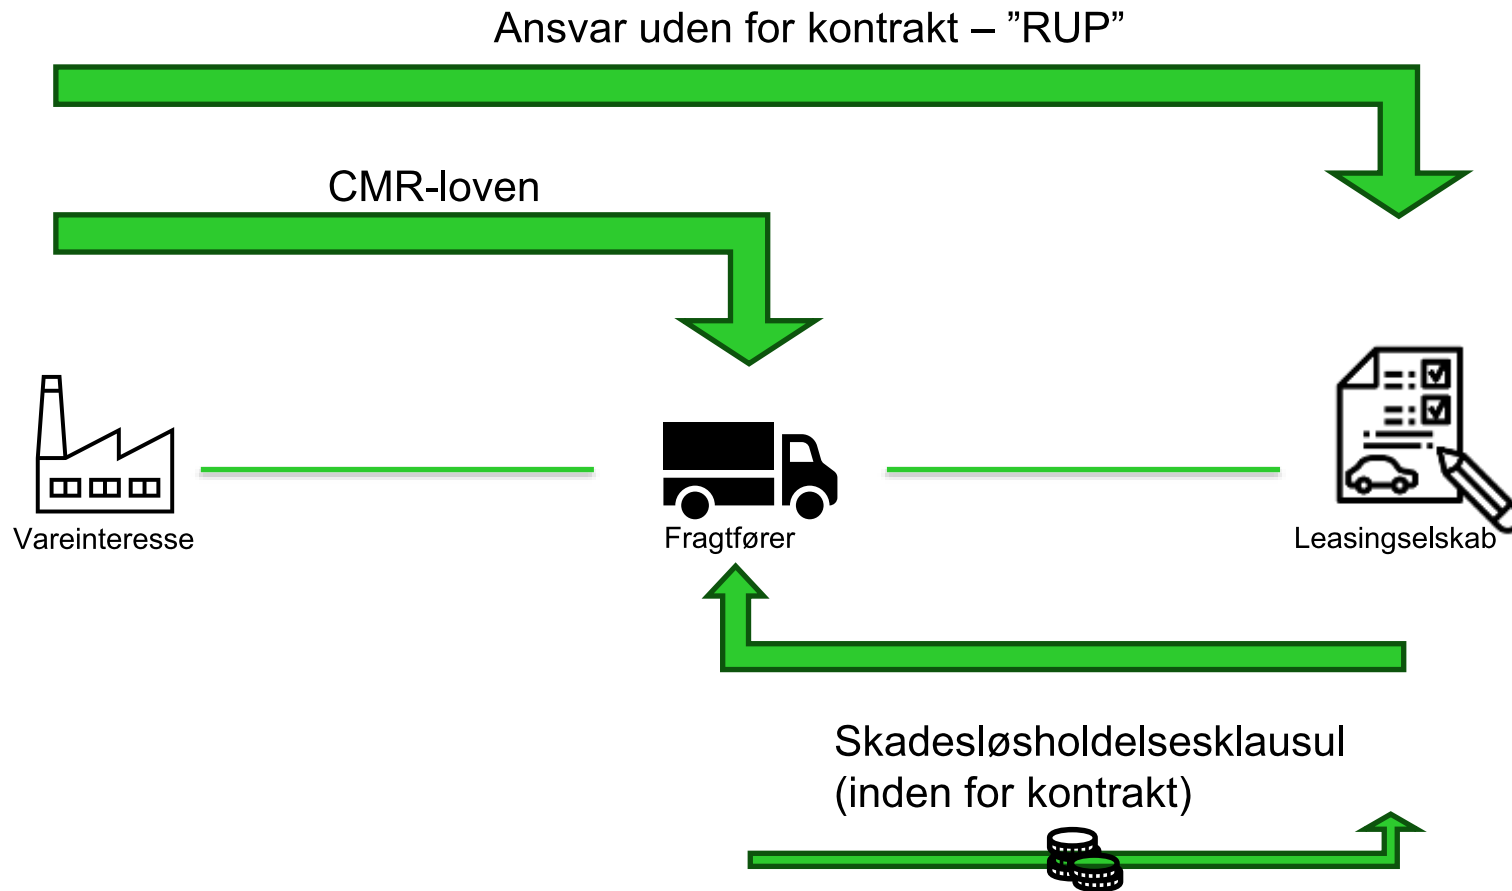 Ansvar uden for kontrakt – ”RUP”
CMR-loven
Vareinteresse
Fragtfører
Leasingselskab
Skadesløsholdelsesklausul
(inden for kontrakt)